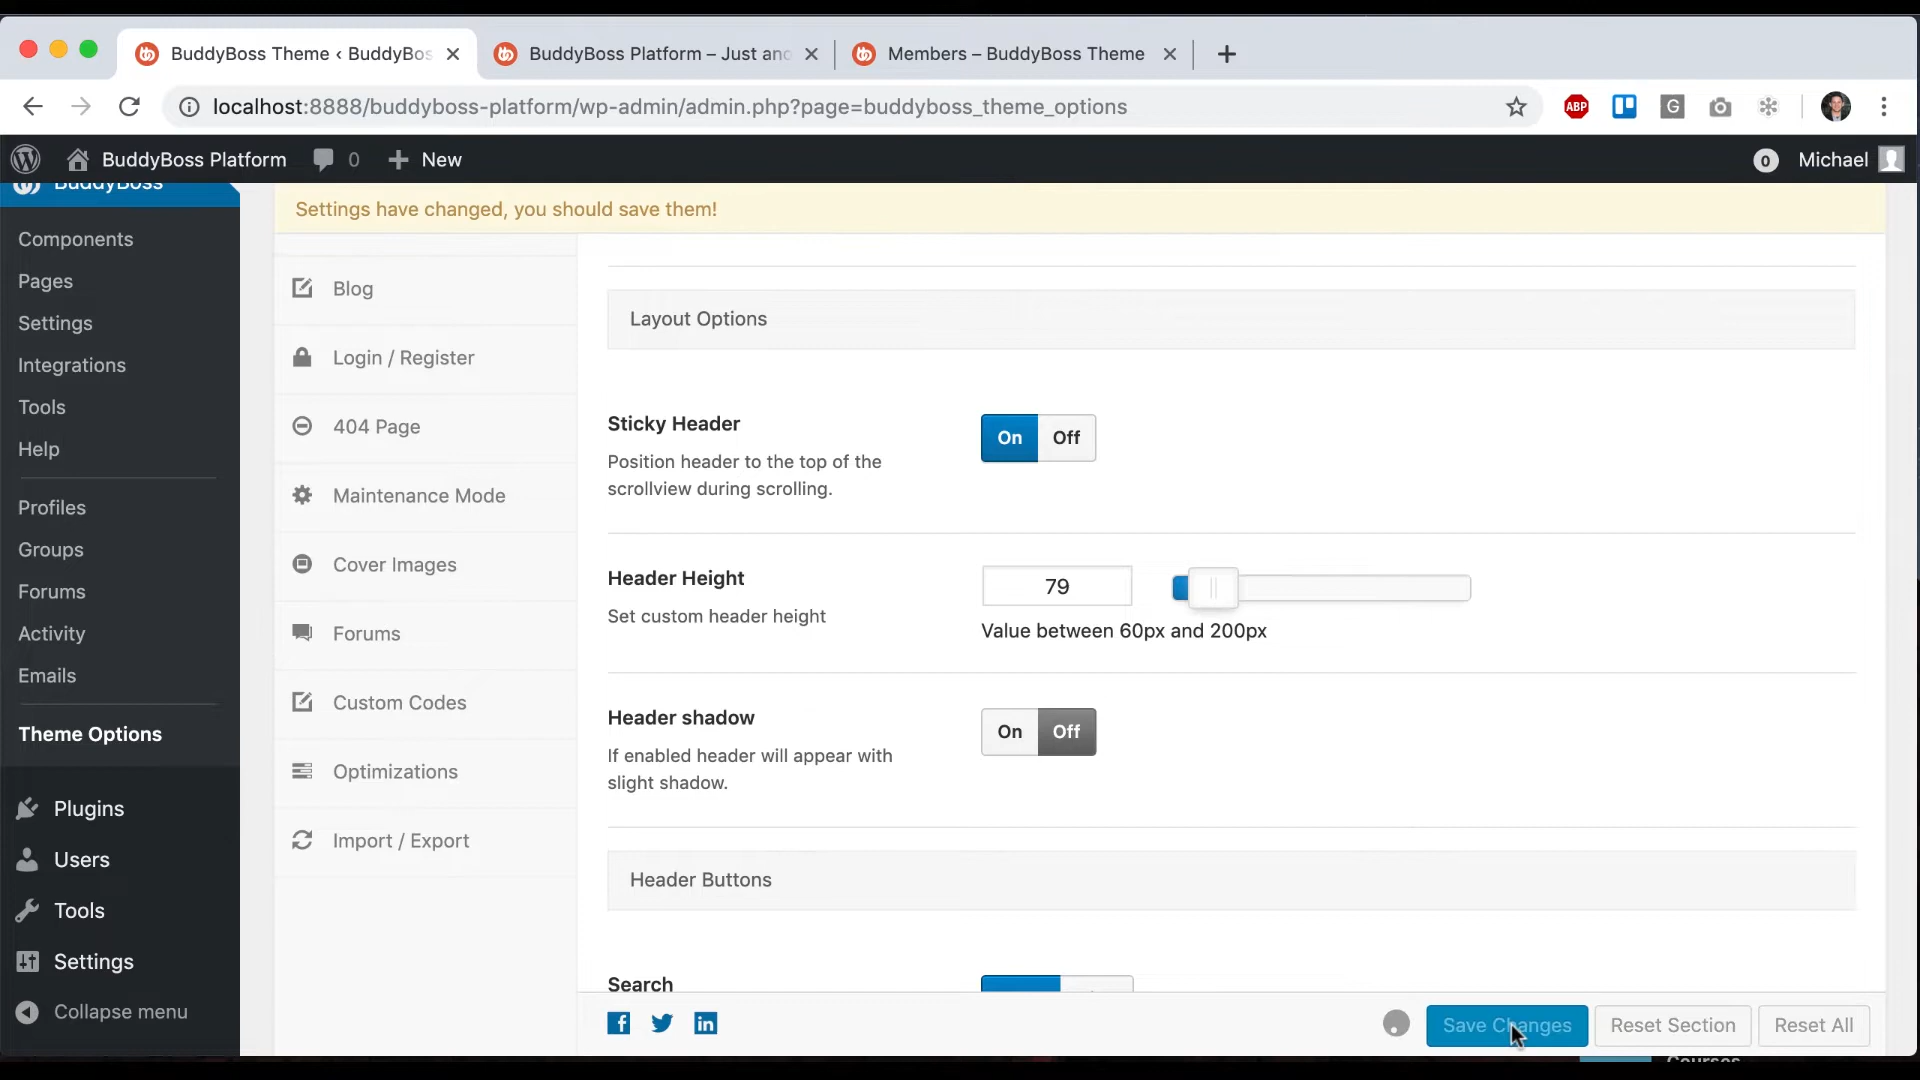 BuddyBoss Theme ‹ BuddyBos
BuddyBoss Platform – Just and
Members – BuddyBoss Theme
localhost:8888/buddyboss-platform/wp-admin/admin.php?page=buddyboss_theme_options
ABP
G
BuddyBoss Platform
0
New
0
Michael
BuddyBoss
Components
Pages
Settings
Integrations
Tools
Help
Profiles
Groups
Forums
Activity
Emails
Theme Options
Plugins
Users
Tools
Settings
Collapse menu
Settings have changed, you should save them!
Blog
Login / Register
404 Page
Maintenance Mode
Cover Images
Forums
Custom Codes
Optimizations
Import / Export
Layout Options
Sticky Header
On Off
Position header to the top of the
scrollview during scrolling.
Header Height
79
Set custom header height
Value between 60px and 200px
Header shadow
On Off
If enabled header will appear with
slight shadow.
Header Buttons
Search
Save Changes
Reset Section
Reset All
Courses